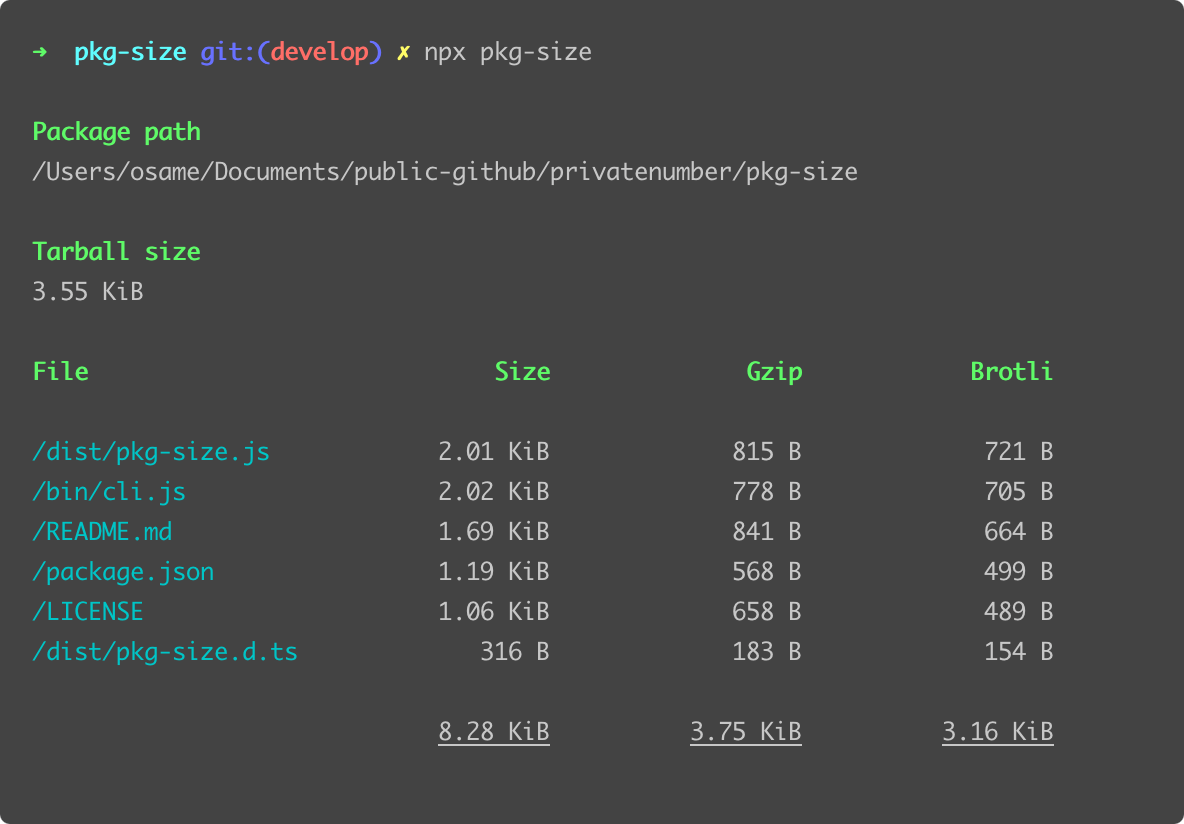 ➜ pkg-size git:(develop) ✗ npx pkg-size
Package path
/Users/osame/Documents/public-github/privatenumber/pkg-size
Tarball size
3.55 KiB
File Size Gzip Brotli
/dist/pkg-size.js 2.01 KiB 815 B 721 B
/bin/cli.js 2.02 KiB 778 B 705 B
/README.md 1.69 KiB 841 B 664 B
/package.json 1.19 KiB 568 B 499 B
/LICENSE 1.06 KiB 658 B 489 B
/dist/pkg-size.d.ts 316 B 183 B 154 B
8.28 KiB 3.75 KiB 3.16 KiB